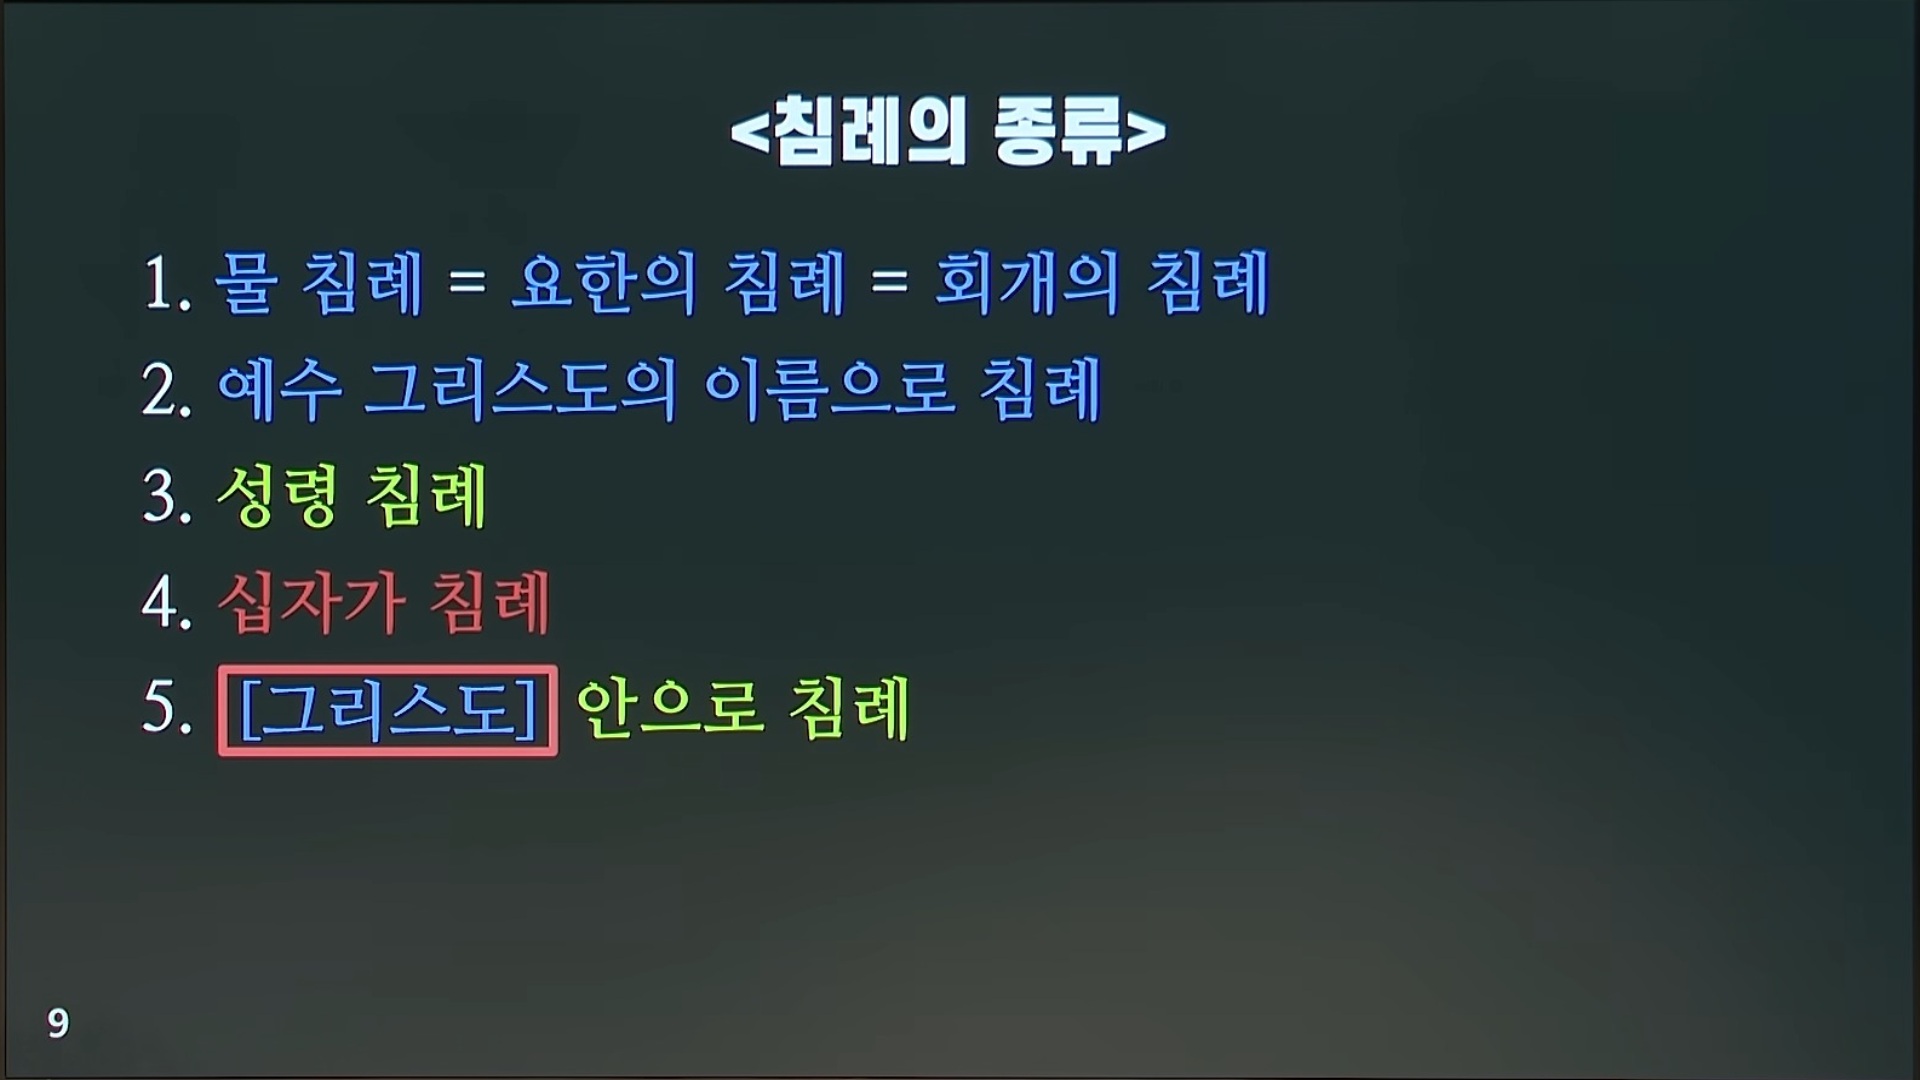 <침례의 종류>
1. 물 침례 = 요한의 침례 = 회개의 침례
2. 예수 그리스도의 이름으로 침례
3. 성령 침례
4. 십자가 침례
5. [그리스도] 안으로 침례
9